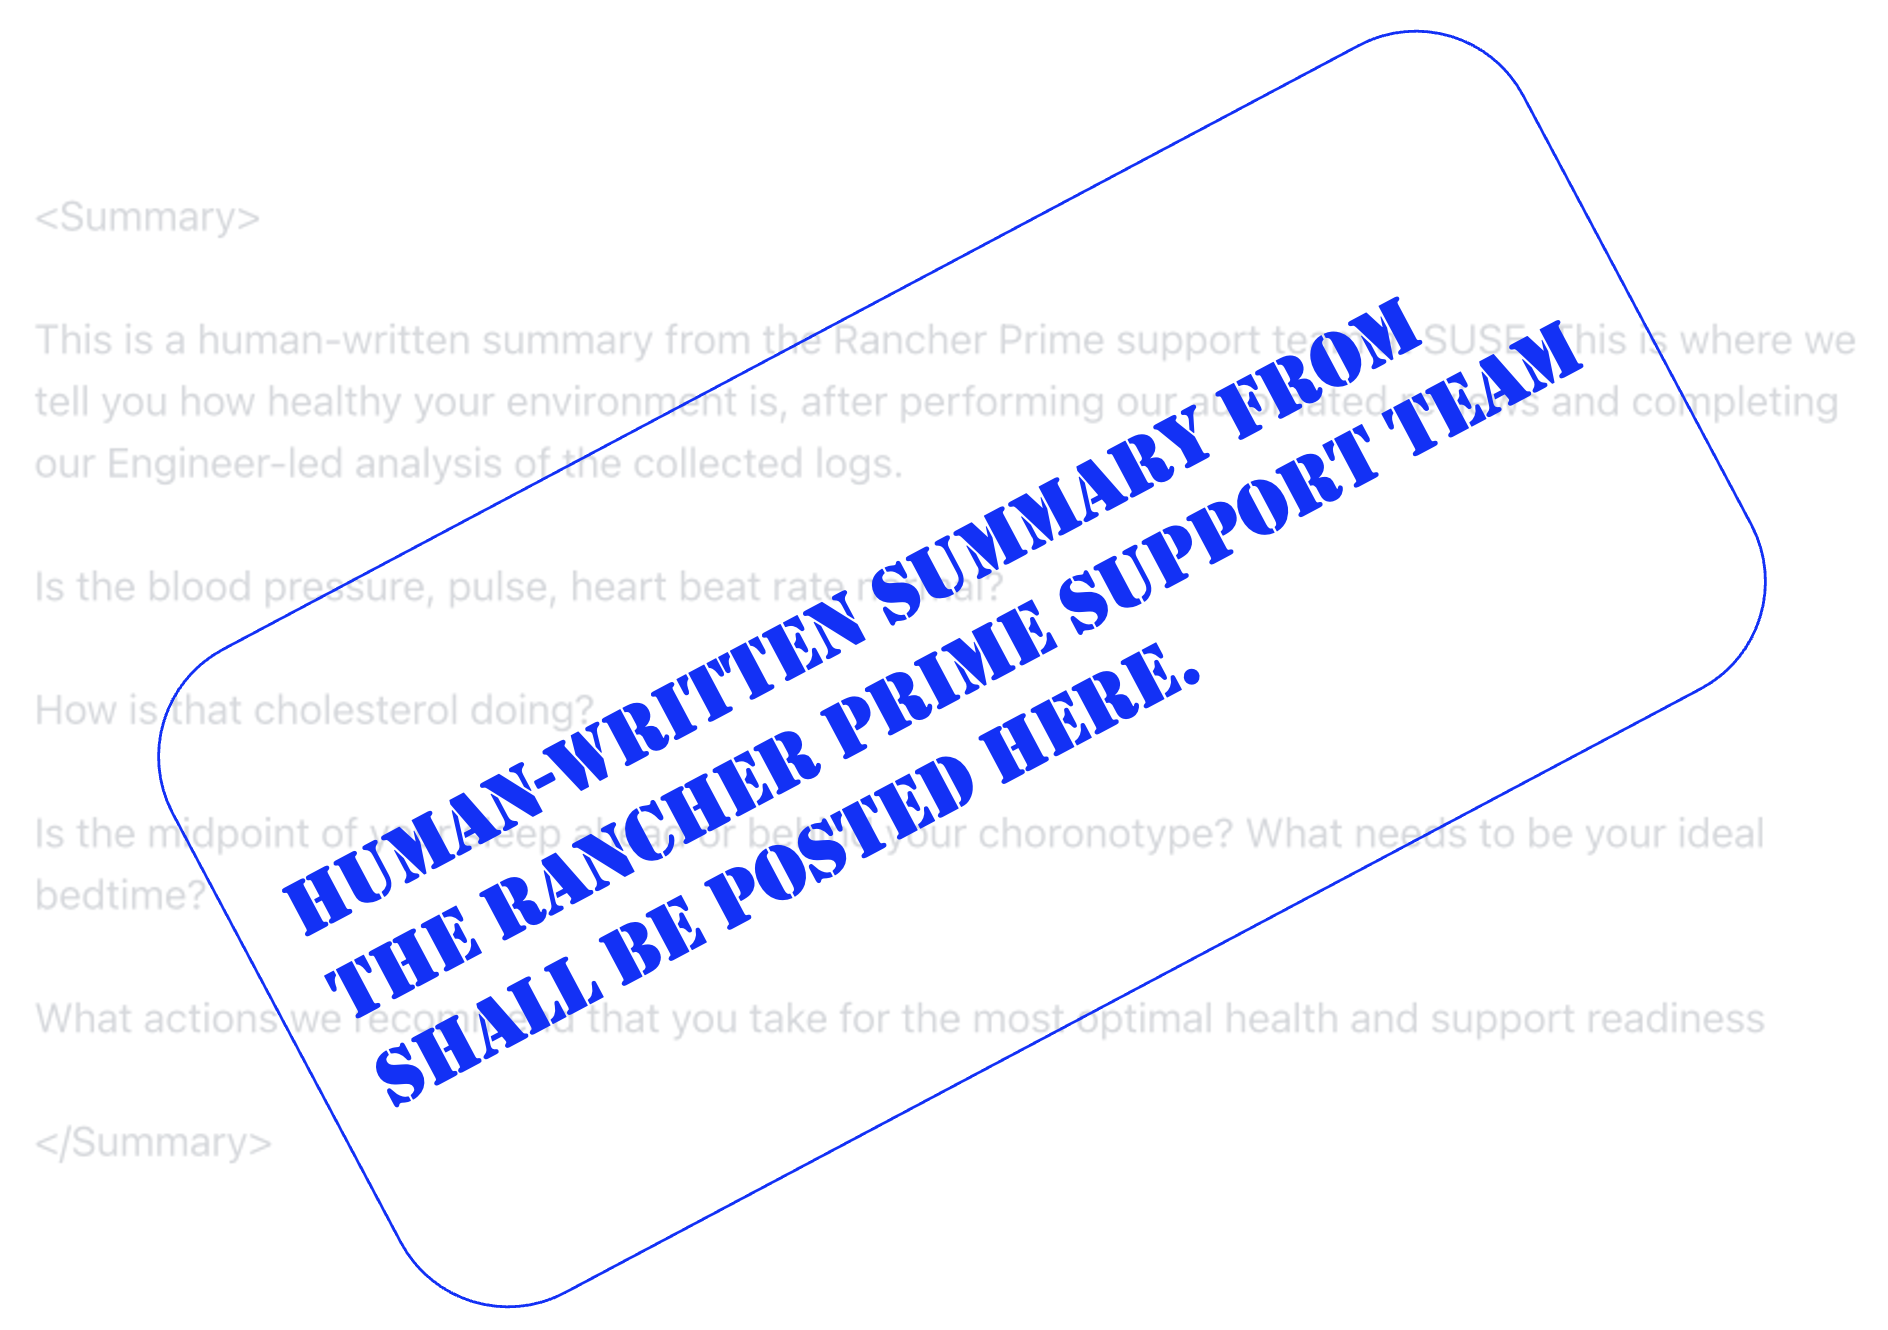 <Summary>
This is a human-written summary from the Rancher Prime support team SUSE. This is where we
tell you how healthy your environment is, after performing our automated reviews and completing
our Engineer-led analysis of the collected logs.
Is the blood pressure, pulse, heart beat rate normal?
How is that cholesterol doing?
Is the midpoint of your sleep ahead or behind your choronotype? What needs to be your ideal
bedtime?
What actions we recommend that you take for the most optimal health and support readiness
</Summary>
HUMAN-WRITTEN SUMMARY FROM
THE RANCHER PRIME SUPPORT TEAM
SHALL BE POSTED HERE.